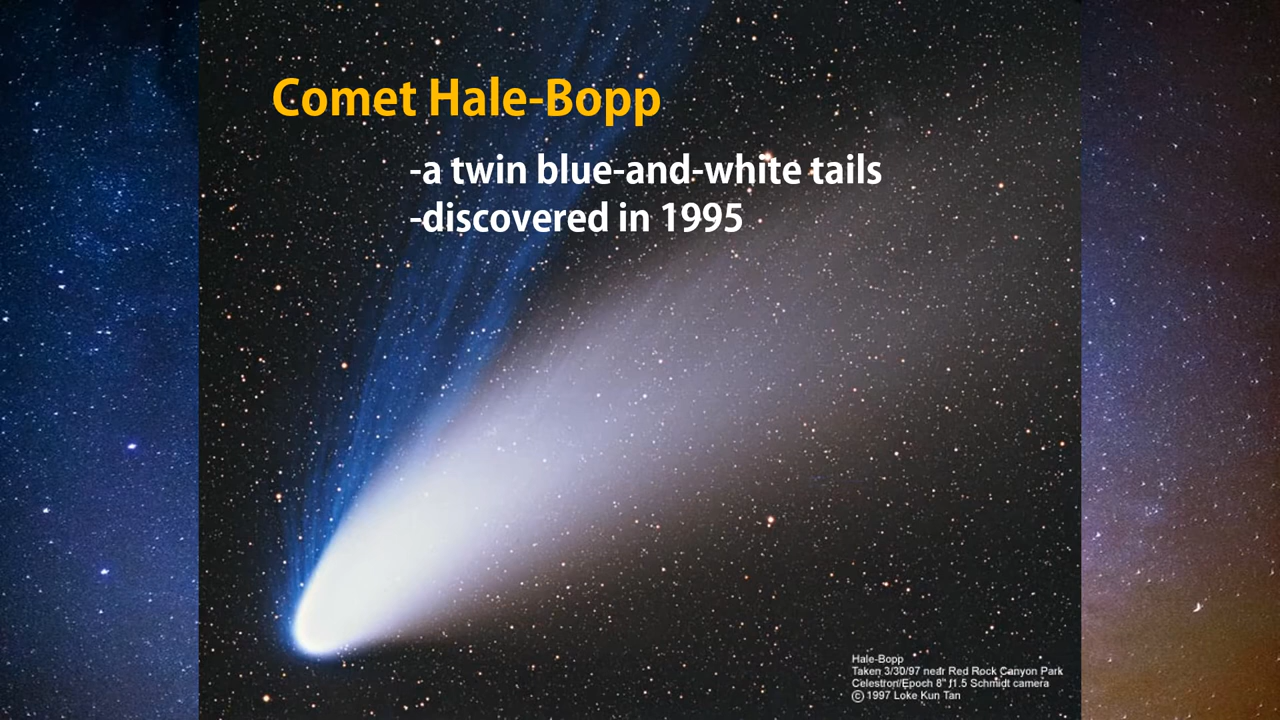 Comet Hale-Bopp
-a twin blue-and-white tails
-discovered in 1995
Hale-Bopp
Taken 3/30/97 near Red Rock Canyon Park
Celestron/Epoch 8" f1.5 Schmidt camera
© 1997 Loke Kun Tan